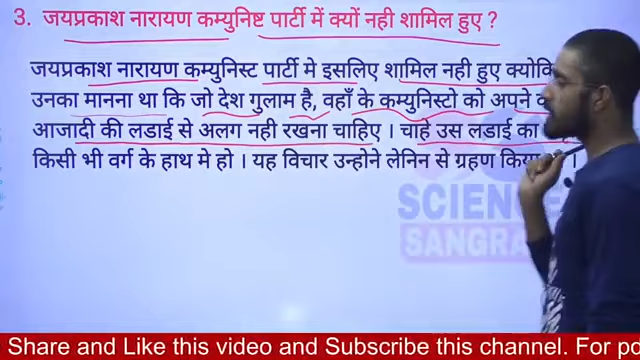 3. जयप्रकाश नारायण कम्युनिष्ट पार्टी में क्यों नही शामिल हुए ?
जयप्रकाश नारायण कम्युनिस्ट पार्टी मे इसलिए शामिल नही हुए
उनका मानना था कि जो देश गुलाम है, वहाँ के कम्युनिस्टो को अपने
आजादी की लडाई से अलग नही रखना चाहिए । चाहे उस लडाई का
किसी भी वर्ग के हाथ मे हो । यह विचार उन्होने लेनिन से ग्रहण
SCIENCE
SANGRA
Share and Like this video and Subscribe this channel. For